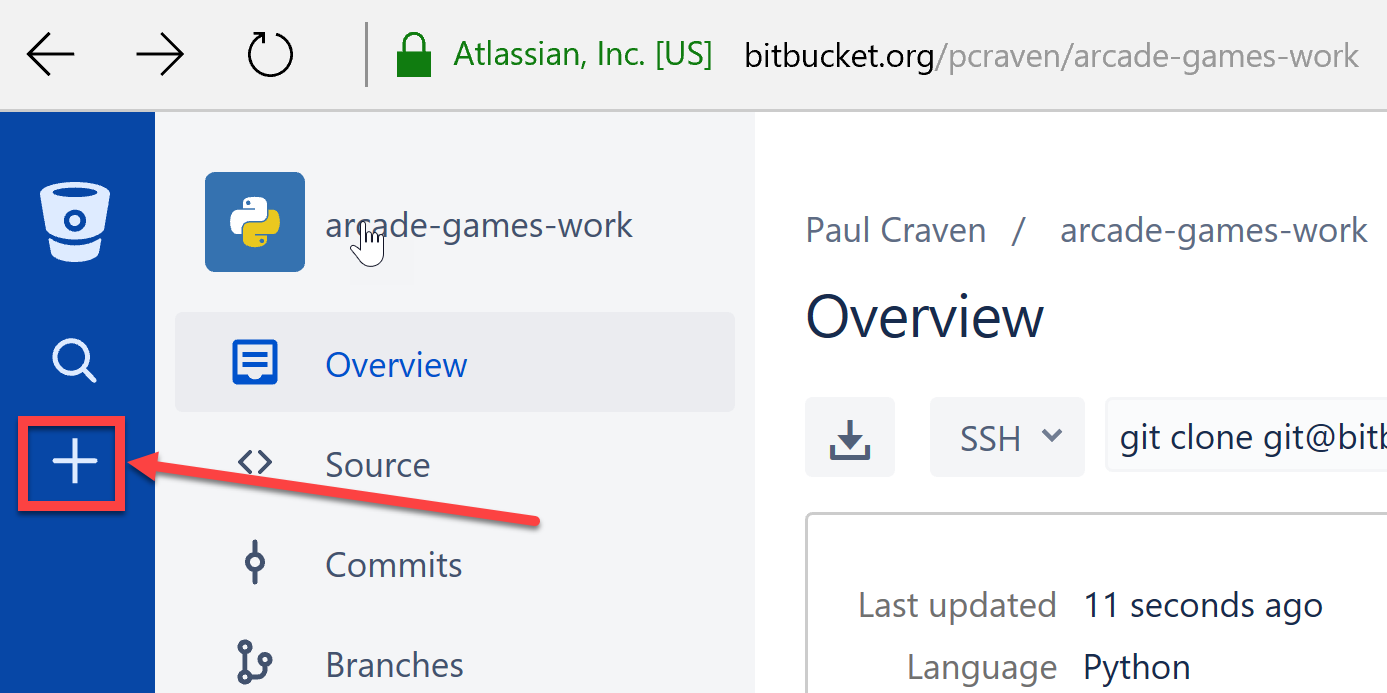 Atlassian, Inc. [US] bitbucket.org/pcraven/arcade-games-work
arcade-games-work
Overview
Source
Commits
Branches
Paul Craven / arcade-games-work
Overview
SSH git clone git@bitb
Last updated 11 seconds ago
Language Python